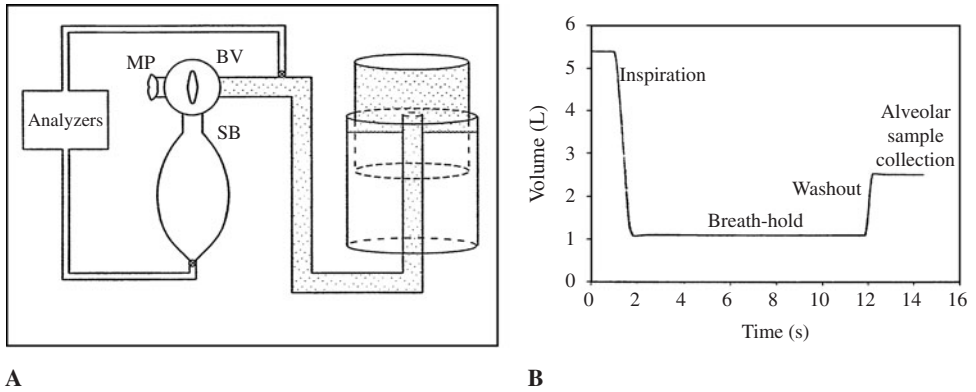 MP
BV
Analyzers
SB
A
6
5
4
3
2
1
0
Volume (L)
Inspiration
Breath-hold
Washout
Alveolar
sample
collection
0 2 4 6 8 10 12 14 16
Time (s)
B